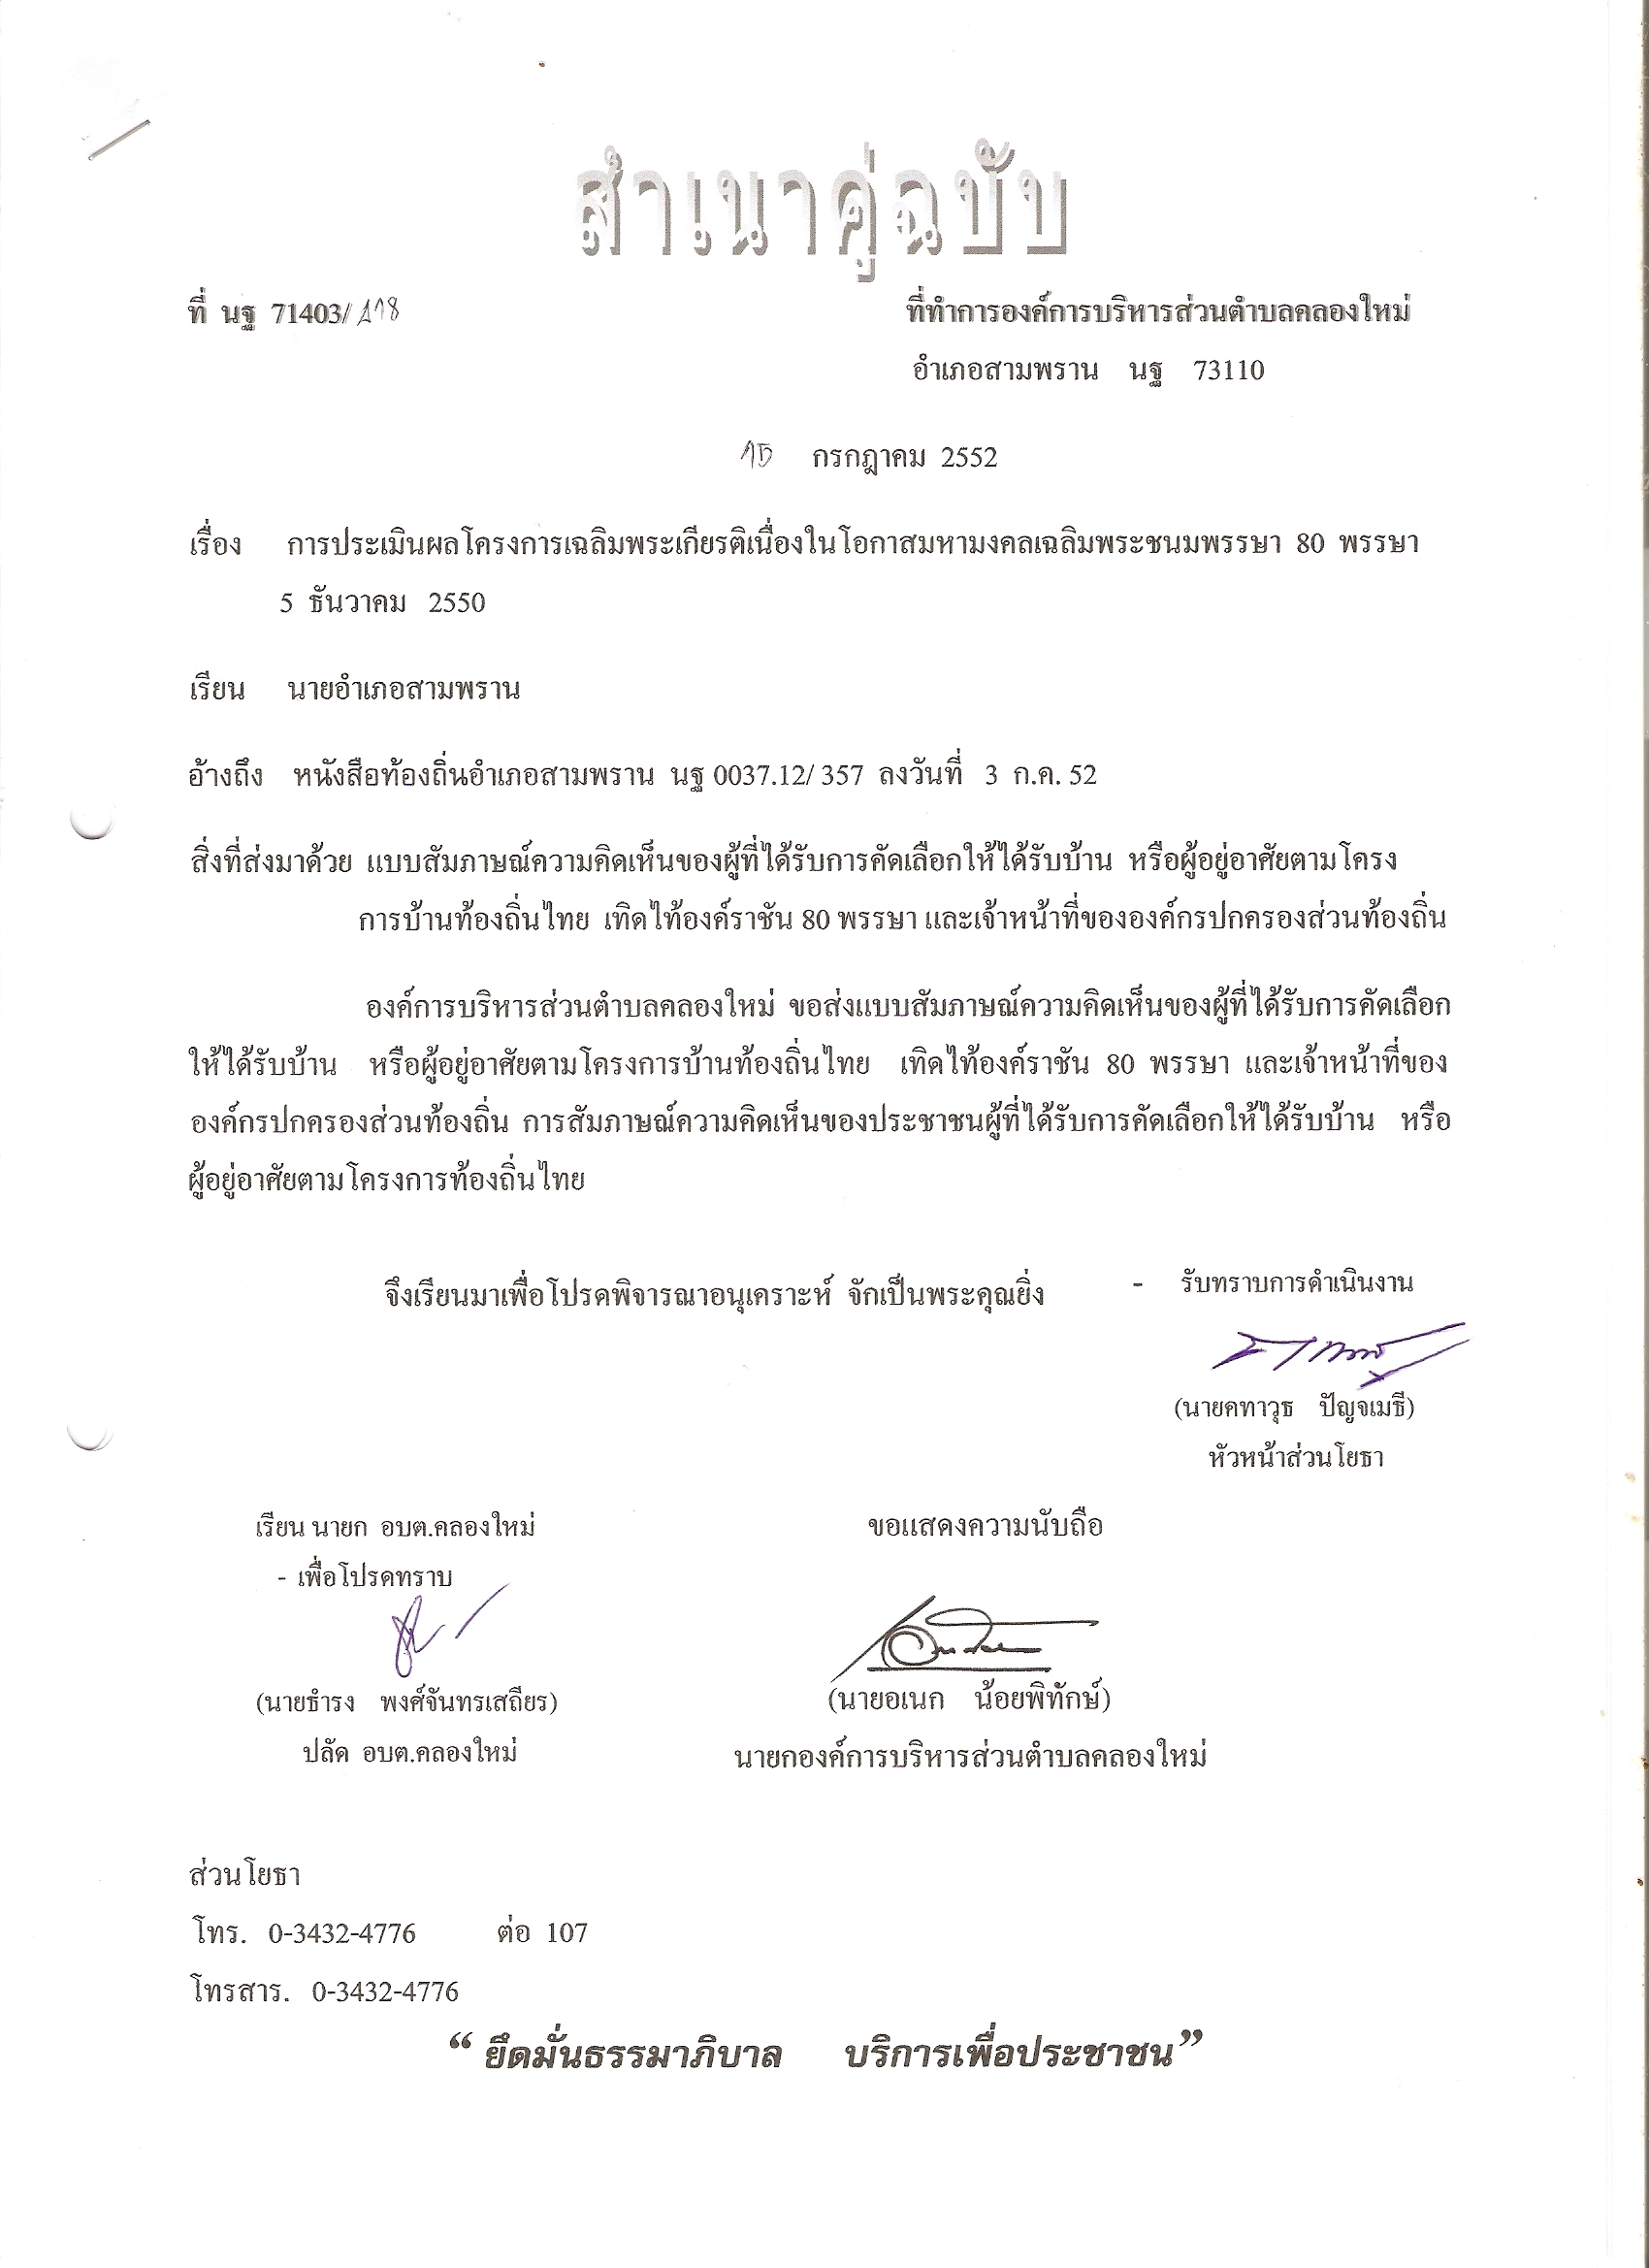 สำเนาคู่ฉบับ
ที่ นฐ 71403/
ที่ทำการองค์การบริหารส่วนตำบลคลองใหม่
อำเภอสามพราน นฐ 73110
15 กรกฎาคม 2552
เรื่อง การประเมินผลโครงการเฉลิมพระเกียรติเนื่องในโอกาสมหามงคลเฉลิมพระชนมพรรษา 80 พรรษา
5 ธันวาคม 2550
เรียน นายอำเภอสามพราน
อ้างถึง หนังสือท้องถิ่นอำเภอสามพราน นฐ 0037.12/ 357 ลงวันที่ 3 ก.ค. 52
สิ่งที่ส่งมาด้วย แบบสัมภาษณ์ความคิดเห็นของผู้ที่ได้รับการคัดเลือกให้ได้รับบ้าน หรือผู้อยู่อาศัยตามโครง
การบ้านท้องถิ่นไทย เทิดไท้องค์ราชัน 80 พรรษา และเจ้าหน้าที่ขององค์กรปกครองส่วนท้องถิ่น
องค์การบริหารส่วนตำบลคลองใหม่ ขอส่งแบบสัมภาษณ์ความคิดเห็นของผู้ที่ได้รับการคัดเลือก
ให้ได้รับบ้าน หรือผู้อยู่อาศัยตามโครงการบ้านท้องถิ่นไทย เทิดไท้องค์ราชัน 80 พรรษา และเจ้าหน้าที่ของ
องค์กรปกครองส่วนท้องถิ่น การสัมภาษณ์ความคิดเห็นของประชาชนผู้ที่ได้รับการคัดเลือกให้ได้รับบ้าน หรือ
ผู้อยู่อาศัยตามโครงการท้องถิ่นไทย
จึงเรียนมาเพื่อโปรดพิจารณาอนุเคราะห์ จักเป็นพระคุณยิ่ง
- รับทราบการดำเนินงาน
(นายคทาวุธ ปัญจเมธี)
หัวหน้าส่วนโยธา
เรียน นายก อบต.คลองใหม่
- เพื่อโปรดทราบ
(นายธำรง พงศ์จันทรเสถียร)
ปลัด อบต.คลองใหม่
ขอแสดงความนับถือ
(นายอเนก น้อยพิทักษ์)
นายกองค์การบริหารส่วนตำบลคลองใหม่
ส่วนโยธา
โทร. 0-3432-4776 ต่อ 107
โทรสาร. 0-3432-4776
“ ยึดมั่นธรรมาภิบาล บริการเพื่อประชาชน”